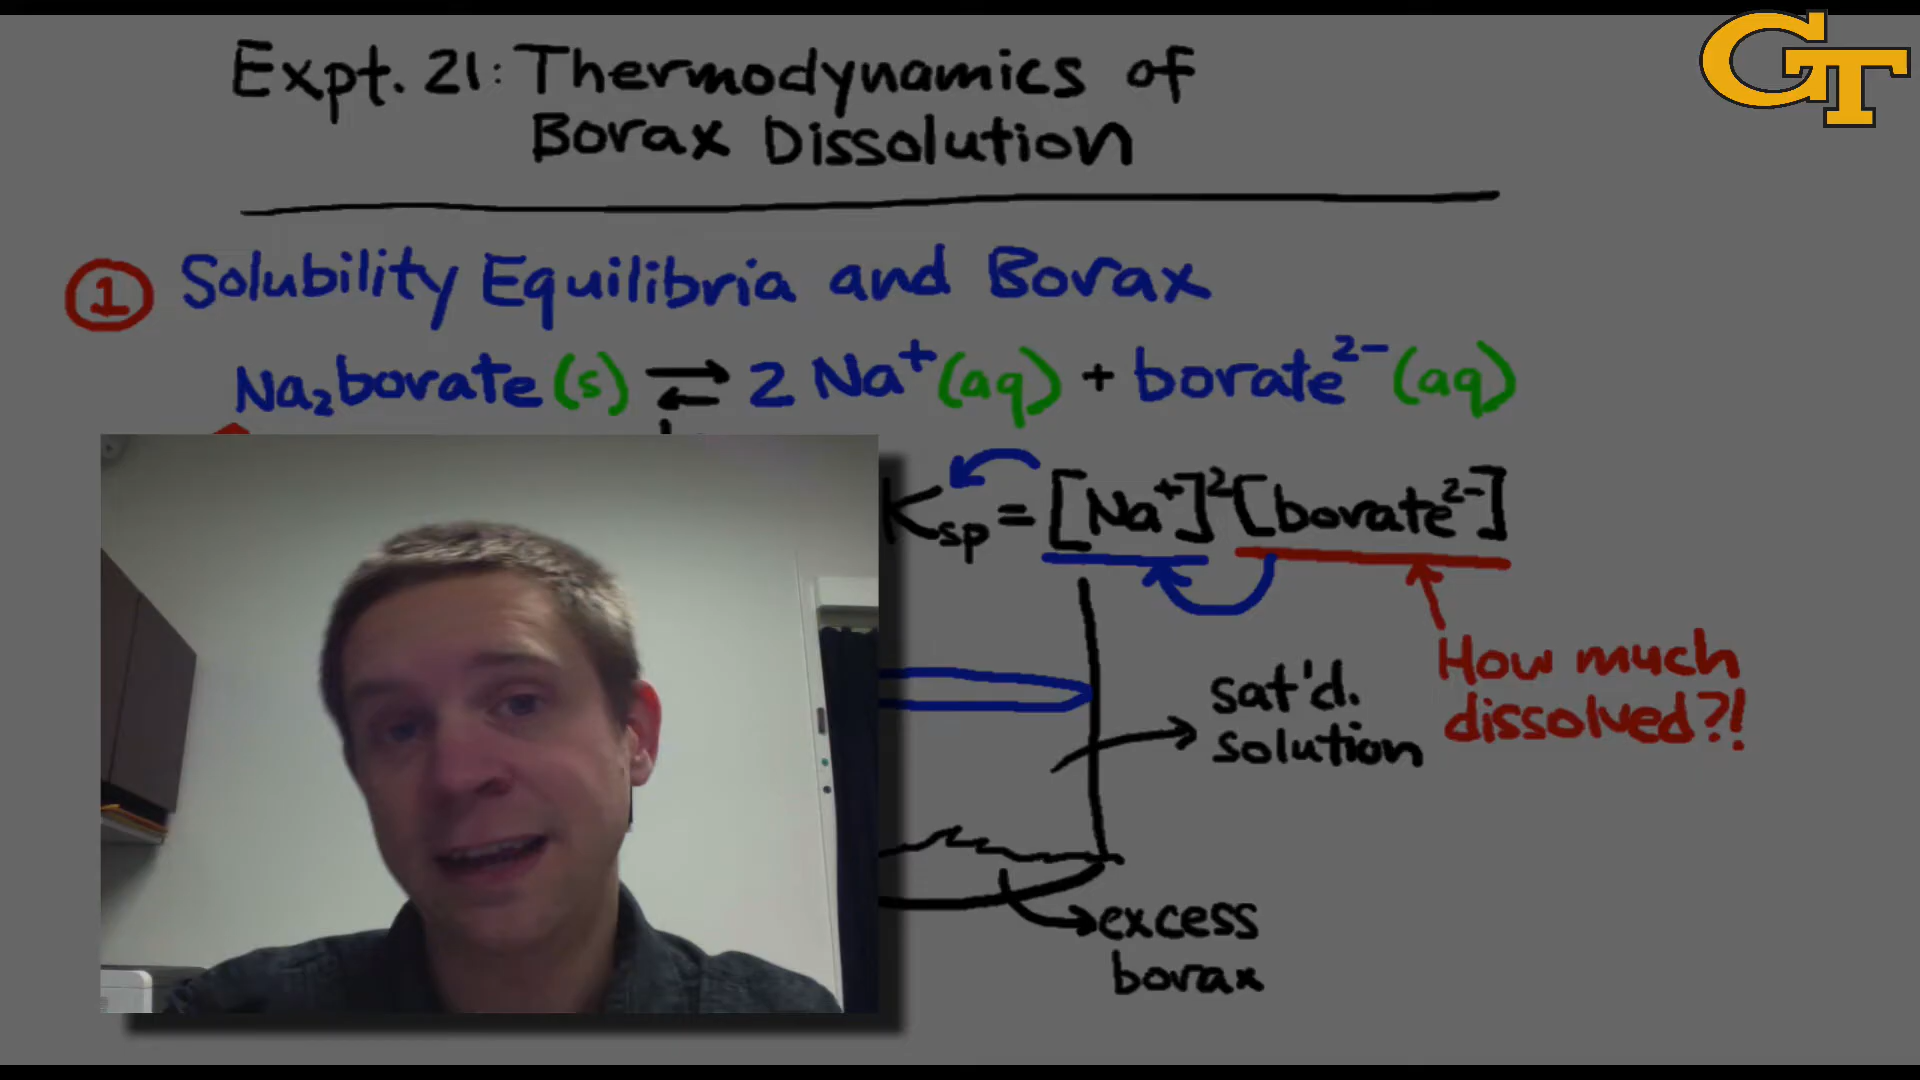 GT
Expt. 21: Thermodynamics of
Borax Dissolution
1 Solubility Equilibria and Borax
Na₂borate (s) ⇌ 2 Na⁺(aq) + borate²⁻(aq)
Ksp = [Na⁺]²[borate²⁻]
How much
dissolved?!
sat'd.
solution
excess
borax